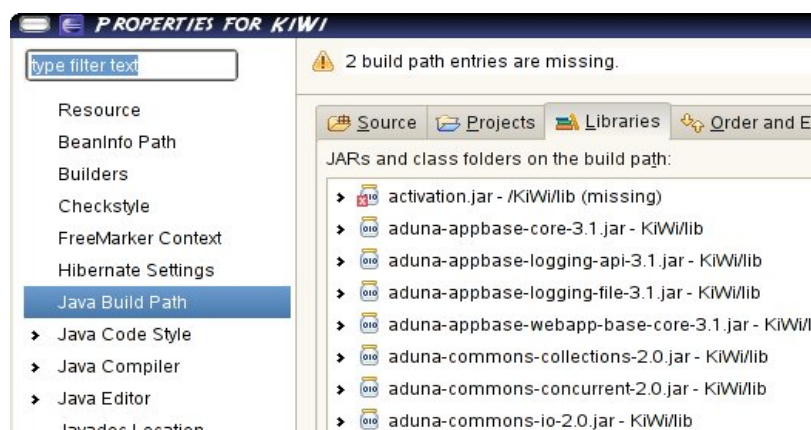 PROPERTIES FOR KIWI
type filter text
2 build path entries are missing.
Resource
BeanInfo Path
Builders
Checkstyle
FreeMarker Context
Hibernate Settings
Java Build Path
Java Code Style
Java Compiler
Java Editor
Javadoc Location
Source
Projects
Libraries
Order and E
JARs and class folders on the build path:
activation.jar - /KiWi/lib (missing)
aduna-appbase-core-3.1.jar - KiWi/lib
aduna-appbase-logging-api-3.1.jar - KiWi/lib
aduna-appbase-logging-file-3.1.jar - KiWi/lib
aduna-appbase-webapp-base-core-3.1.jar - KiWi/l
aduna-commons-collections-2.0.jar - KiWi/lib
aduna-commons-concurrent-2.0.jar - KiWi/lib
aduna-commons-io-2.0.jar - KiWi/lib